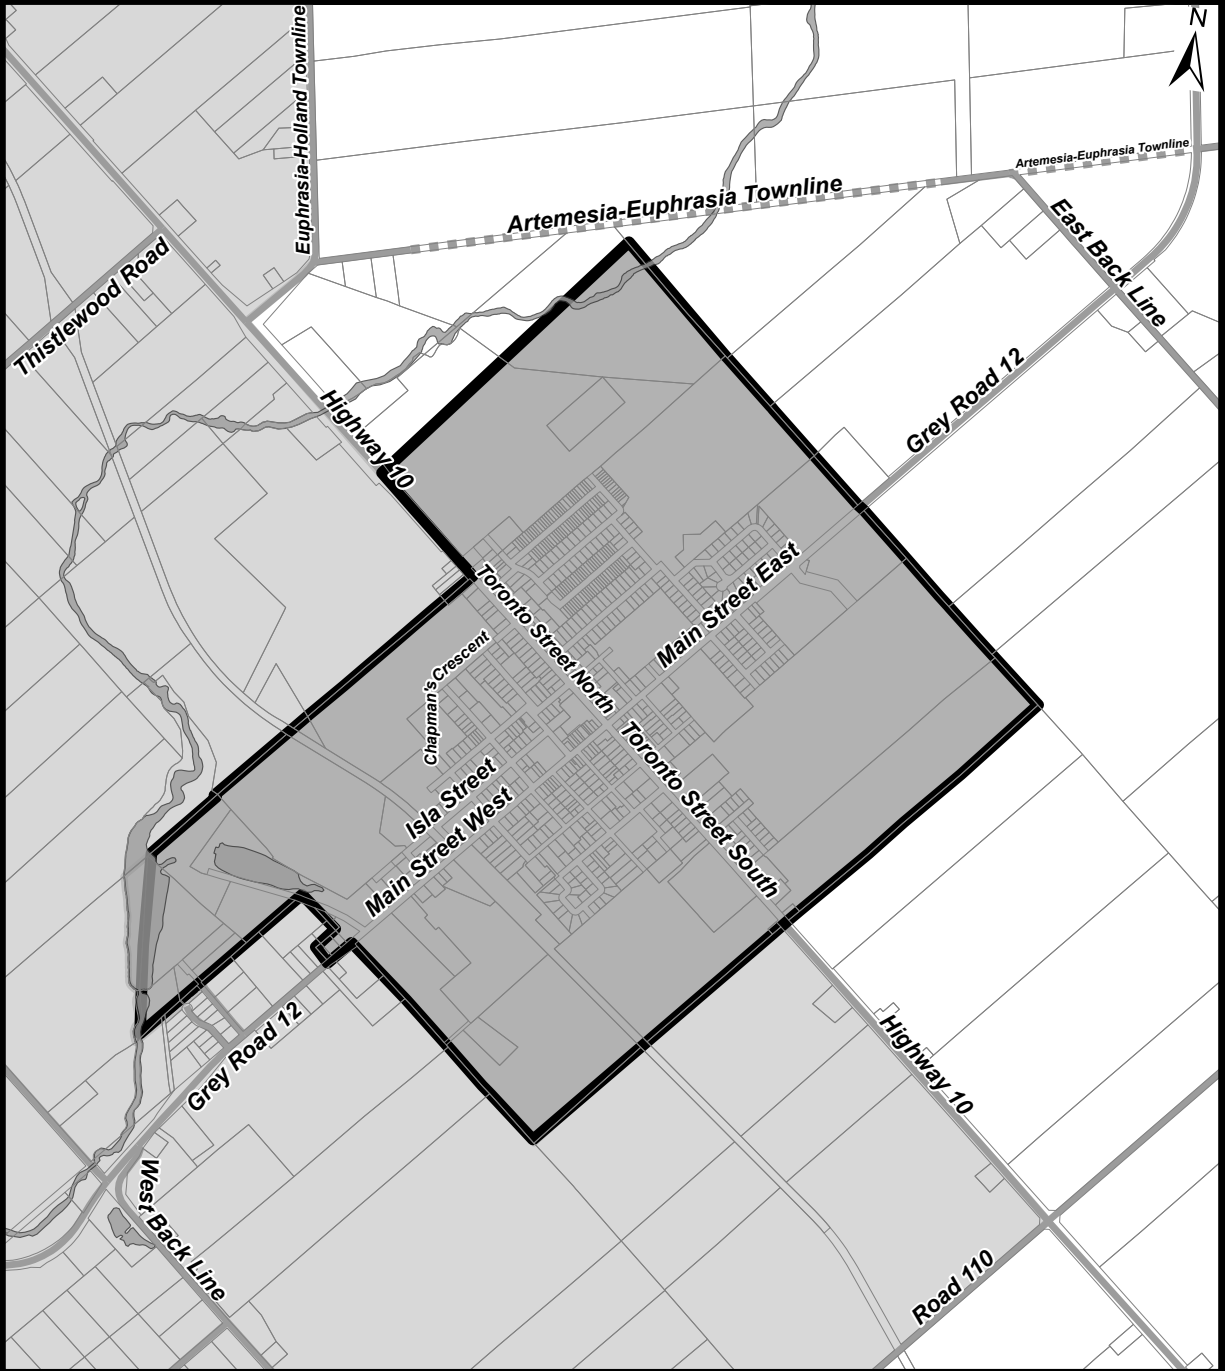 N
Euphrasia-Holland Townline
Artemesia-Euphrasia Townline
Artemesia-Euphrasia Townline
East Back Line
Thistlewood Road
Grey Road 12
Highway 10
Main Street East
Toronto Street North
Chapman's Crescent
Toronto Street South
Isla Street
Main Street West
Grey Road 12
Highway 10
West Back Line
Road 110